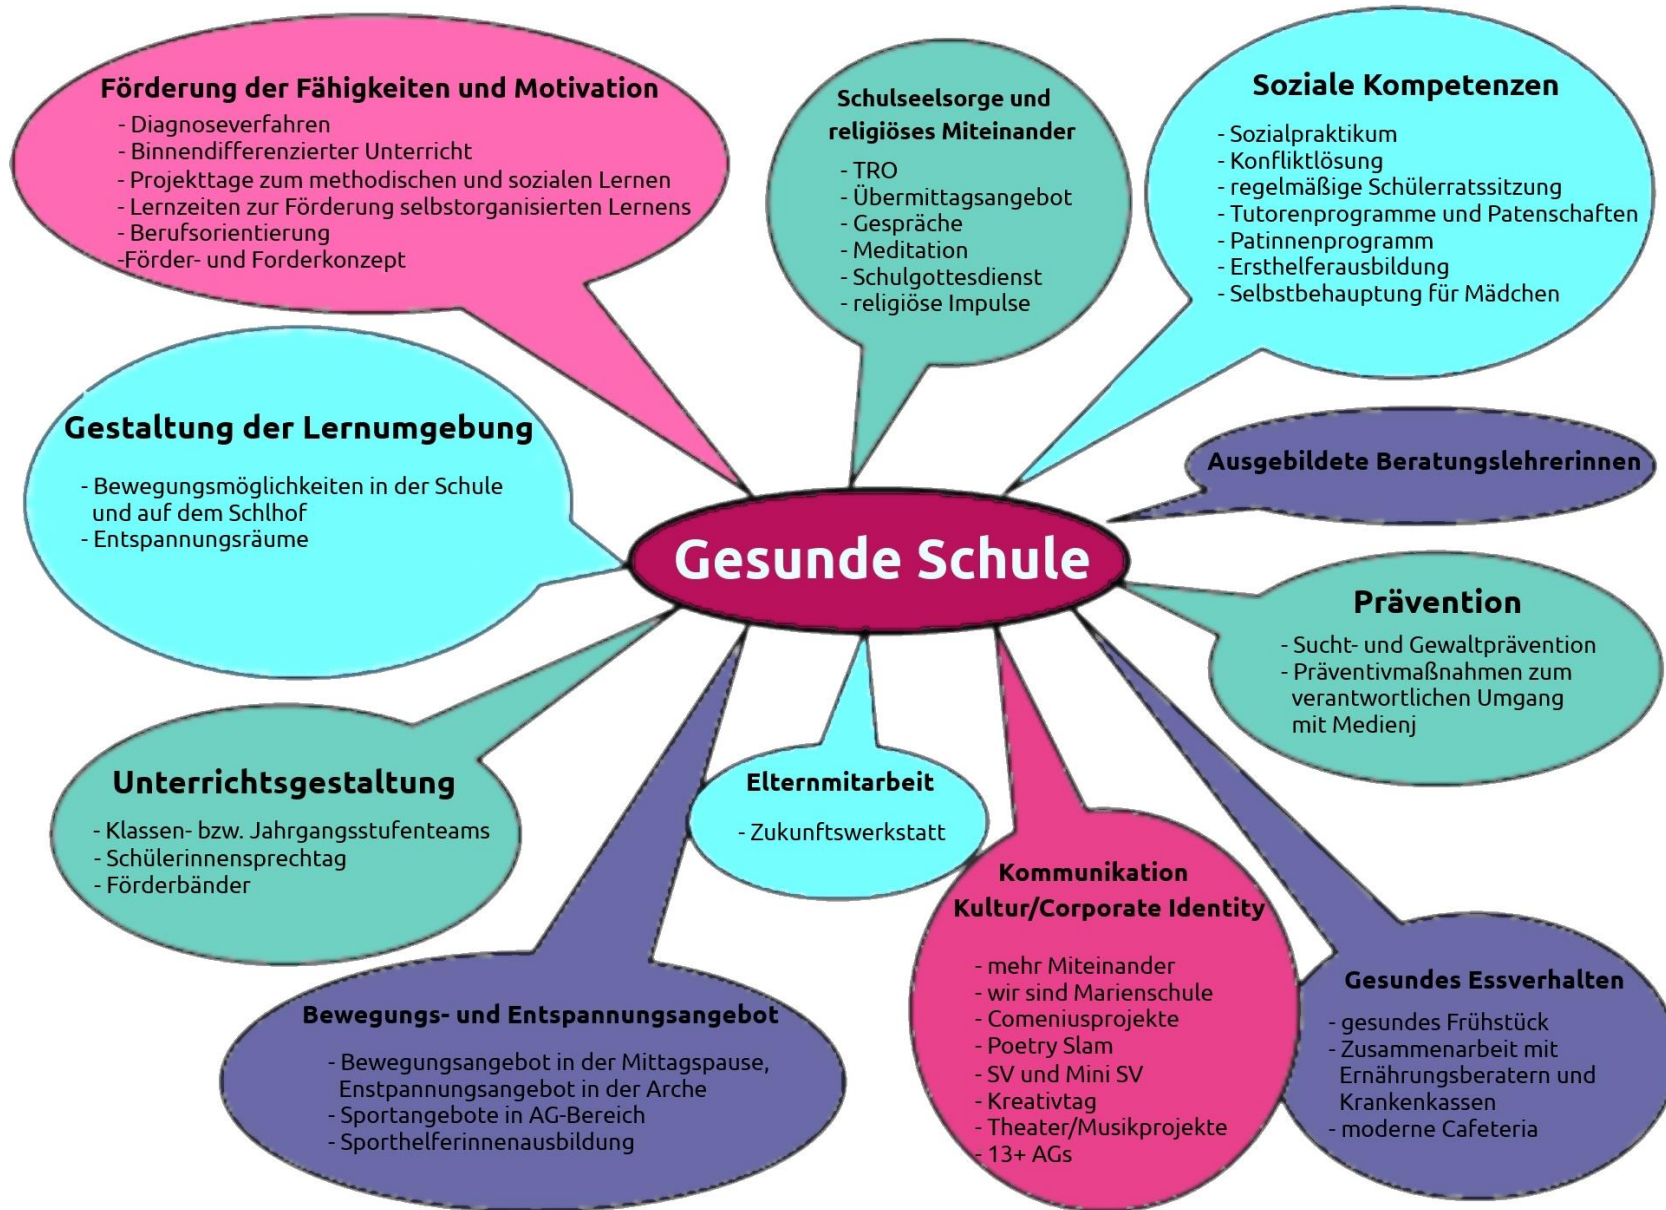 Förderung der Fähigkeiten und Motivation
- Diagnoseverfahren
- Binnendifferenzierter Unterricht
- Projekttage zum methodischen und sozialen Lernen
- Lernzeiten zur Förderung selbstorganisierten Lernens
- Berufsorientierung
-Förder- und Forderkonzept
Schulseelsorge und
religiöses Miteinander
- TRO
- Übermittagsangebot
- Gespräche
- Meditation
- Schulgottesdienst
- religiöse Impulse
Soziale Kompetenzen
- Sozialpraktikum
- Konfliktlösung
- regelmäßige Schülerratssitzung
- Tutorenprogramme und Patenschaften
- Patinnenprogramm
- Ersthelferausbildung
- Selbstbehauptung für Mädchen
Gestaltung der Lernumgebung
- Bewegungsmöglichkeiten in der Schule
und auf dem Schlhof
- Entspannungsräume
Ausgebildete Beratungslehrerinnen
Gesunde Schule
Prävention
- Sucht- und Gewaltprävention
- Präventivmaßnahmen zum
verantwortlichen Umgang
mit Medienj
Unterrichtsgestaltung
- Klassen- bzw. Jahrgangsstufenteams
- Schülerinnensprechtag
- Förderbänder
Elternmitarbeit
- Zukunftswerkstatt
Bewegungs- und Entspannungsangebot
- Bewegungsangebot in der Mittagspause,
Enstpannungsangebot in der Arche
- Sportangebote in AG-Bereich
- Sporthelferinnenausbildung
Kommunikation
Kultur/Corporate Identity
- mehr Miteinander
- wir sind Marienschule
- Comeniusprojekte
- Poetry Slam
- SV und Mini SV
- Kreativtag
- Theater/Musikprojekte
- 13+ AGs
Gesundes Essverhalten
- gesundes Frühstück
- Zusammenarbeit mit
Ernährungsberatern und
Krankenkassen
- moderne Cafeteria